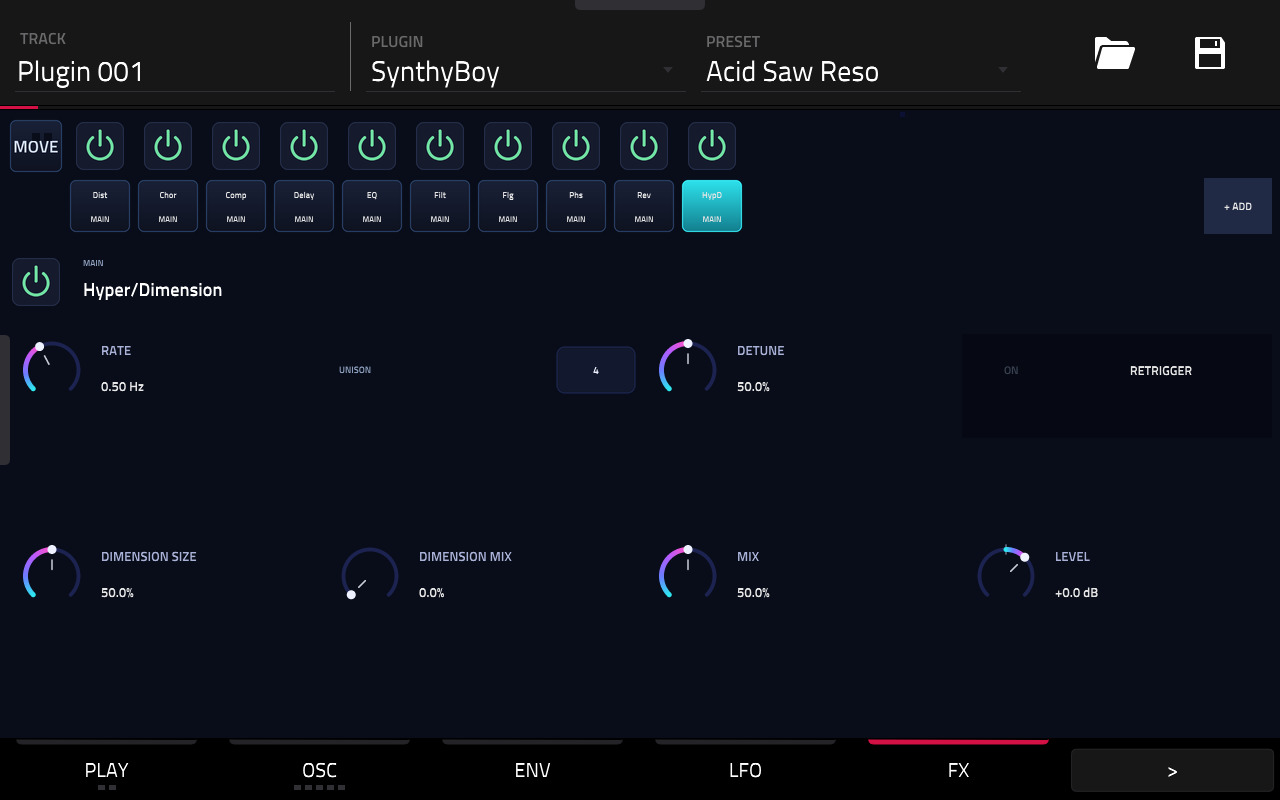 TRACK
Plugin 001
PLUGIN
SynthyBoy
PRESET
Acid Saw Reso
MOVE
Dist
MAIN
Chor
MAIN
Comp
MAIN
Delay
MAIN
EQ
MAIN
Filt
MAIN
Flg
MAIN
Phs
MAIN
Rev
MAIN
HypD
MAIN
+ ADD
MAIN
Hyper/Dimension
RATE
0.50 Hz
UNISON
4
DETUNE
50.0%
ON
RETRIGGER
DIMENSION SIZE
50.0%
DIMENSION MIX
0.0%
MIX
50.0%
LEVEL
+0.0 dB
PLAY
OSC
ENV
LFO
FX
>